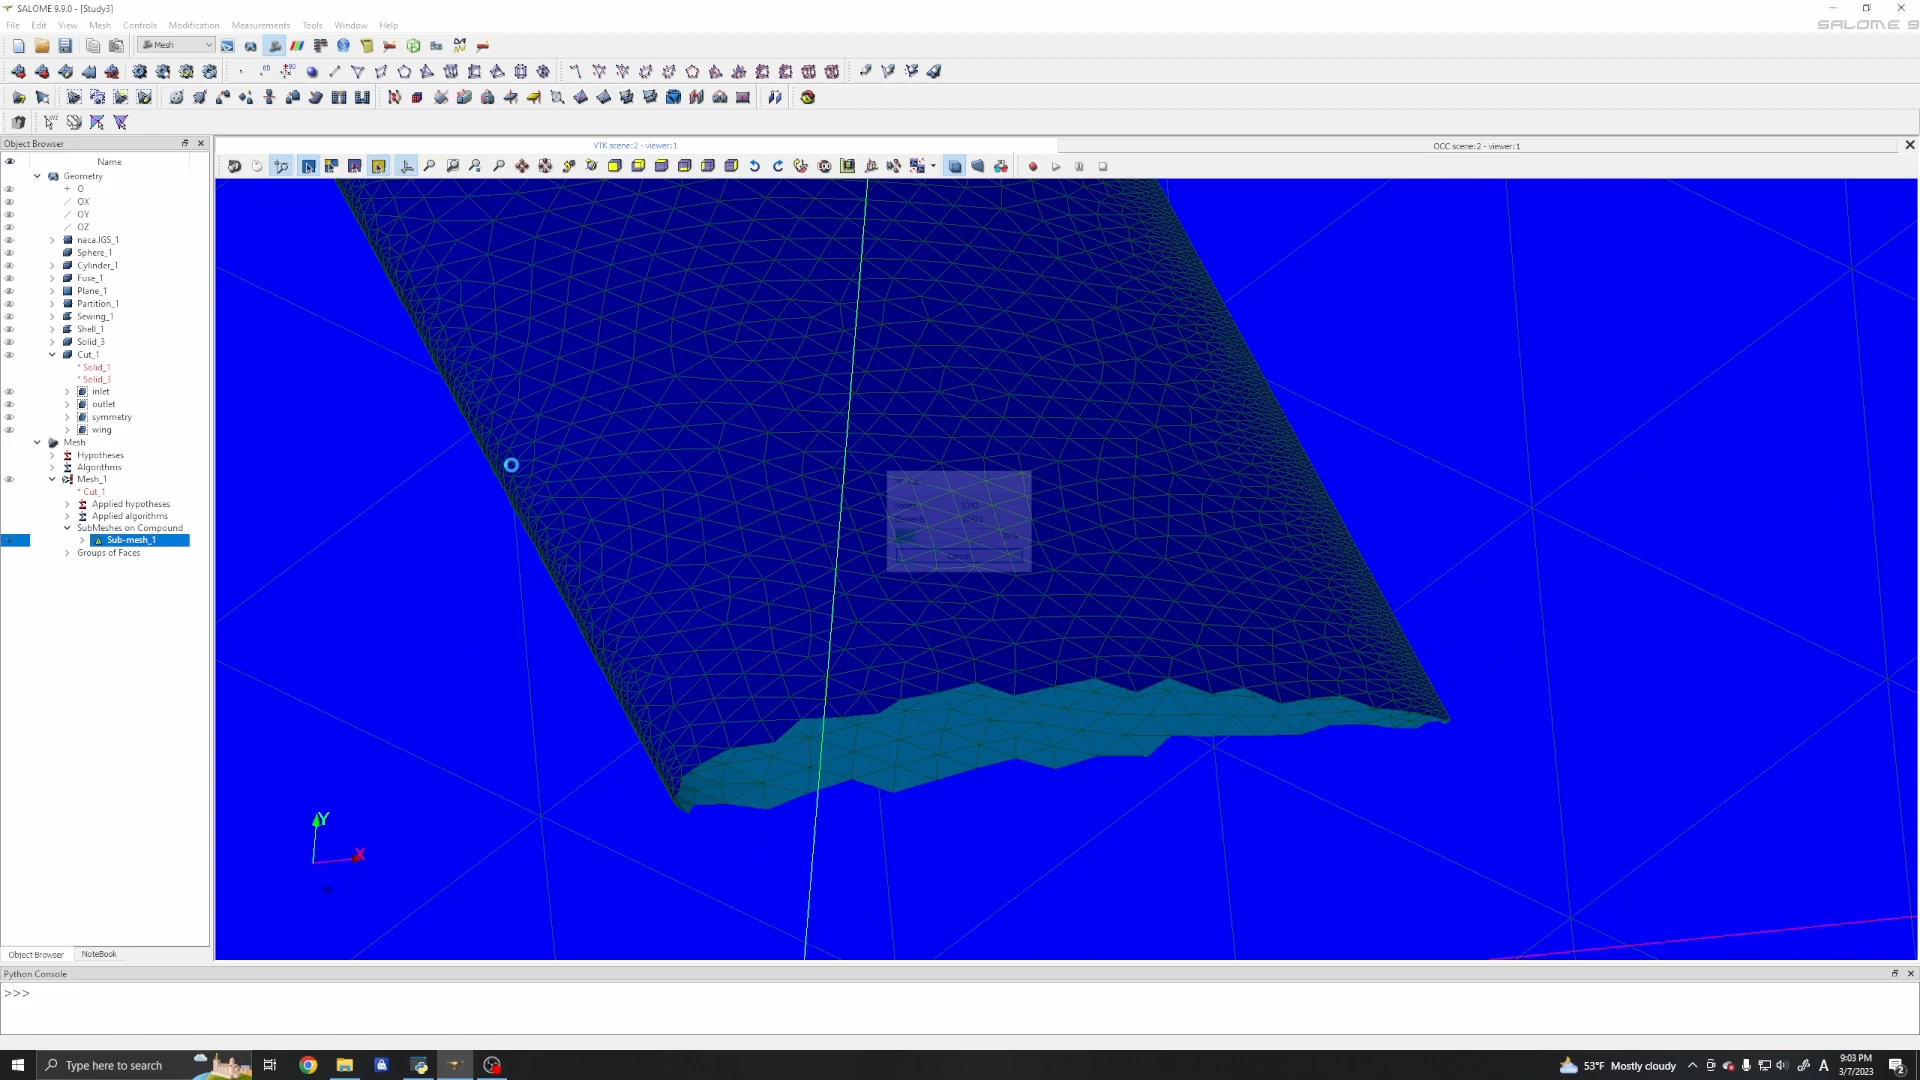 SALOME 9.9.0 - [Study3]
File Edit View Mesh Controls Modification Measurements Tools Window Help
SALOME 9
Mesh
Object Browser
VTK scene:2 - viewer:1
OCC scene:2 - viewer:1
Name
Geometry
O
OX
OY
OZ
naca.IGS_1
Sphere_1
Cylinder_1
Fuse_1
Plane_1
Partition_1
Sewing_1
Shell_1
Solid_3
Cut_1
* Solid_1
* Solid_3
inlet
outlet
symmetry
wing
Mesh
Hypotheses
Algorithms
Mesh_1
* Cut_1
Applied hypotheses
Applied algorithms
SubMeshes on Compound
Sub-mesh_1
Groups of Faces
Cancel
Y
X
Object Browser NoteBook
Python Console
>>>
Type here to search
53°F Mostly cloudy
A
9:03 PM
3/7/2023
2